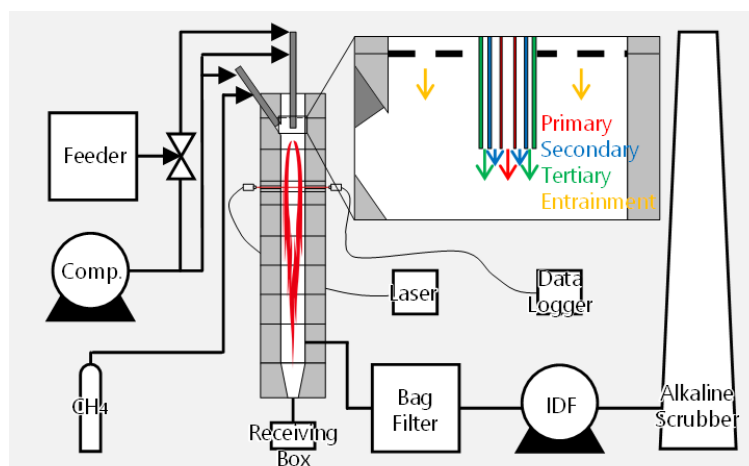 Feeder
Comp.
CH4
Primary
Secondary
Tertiary
Entrainment
Laser
Data
Logger
Receiving
Box
Bag
Filter
IDF
Alkaline
Scrubber